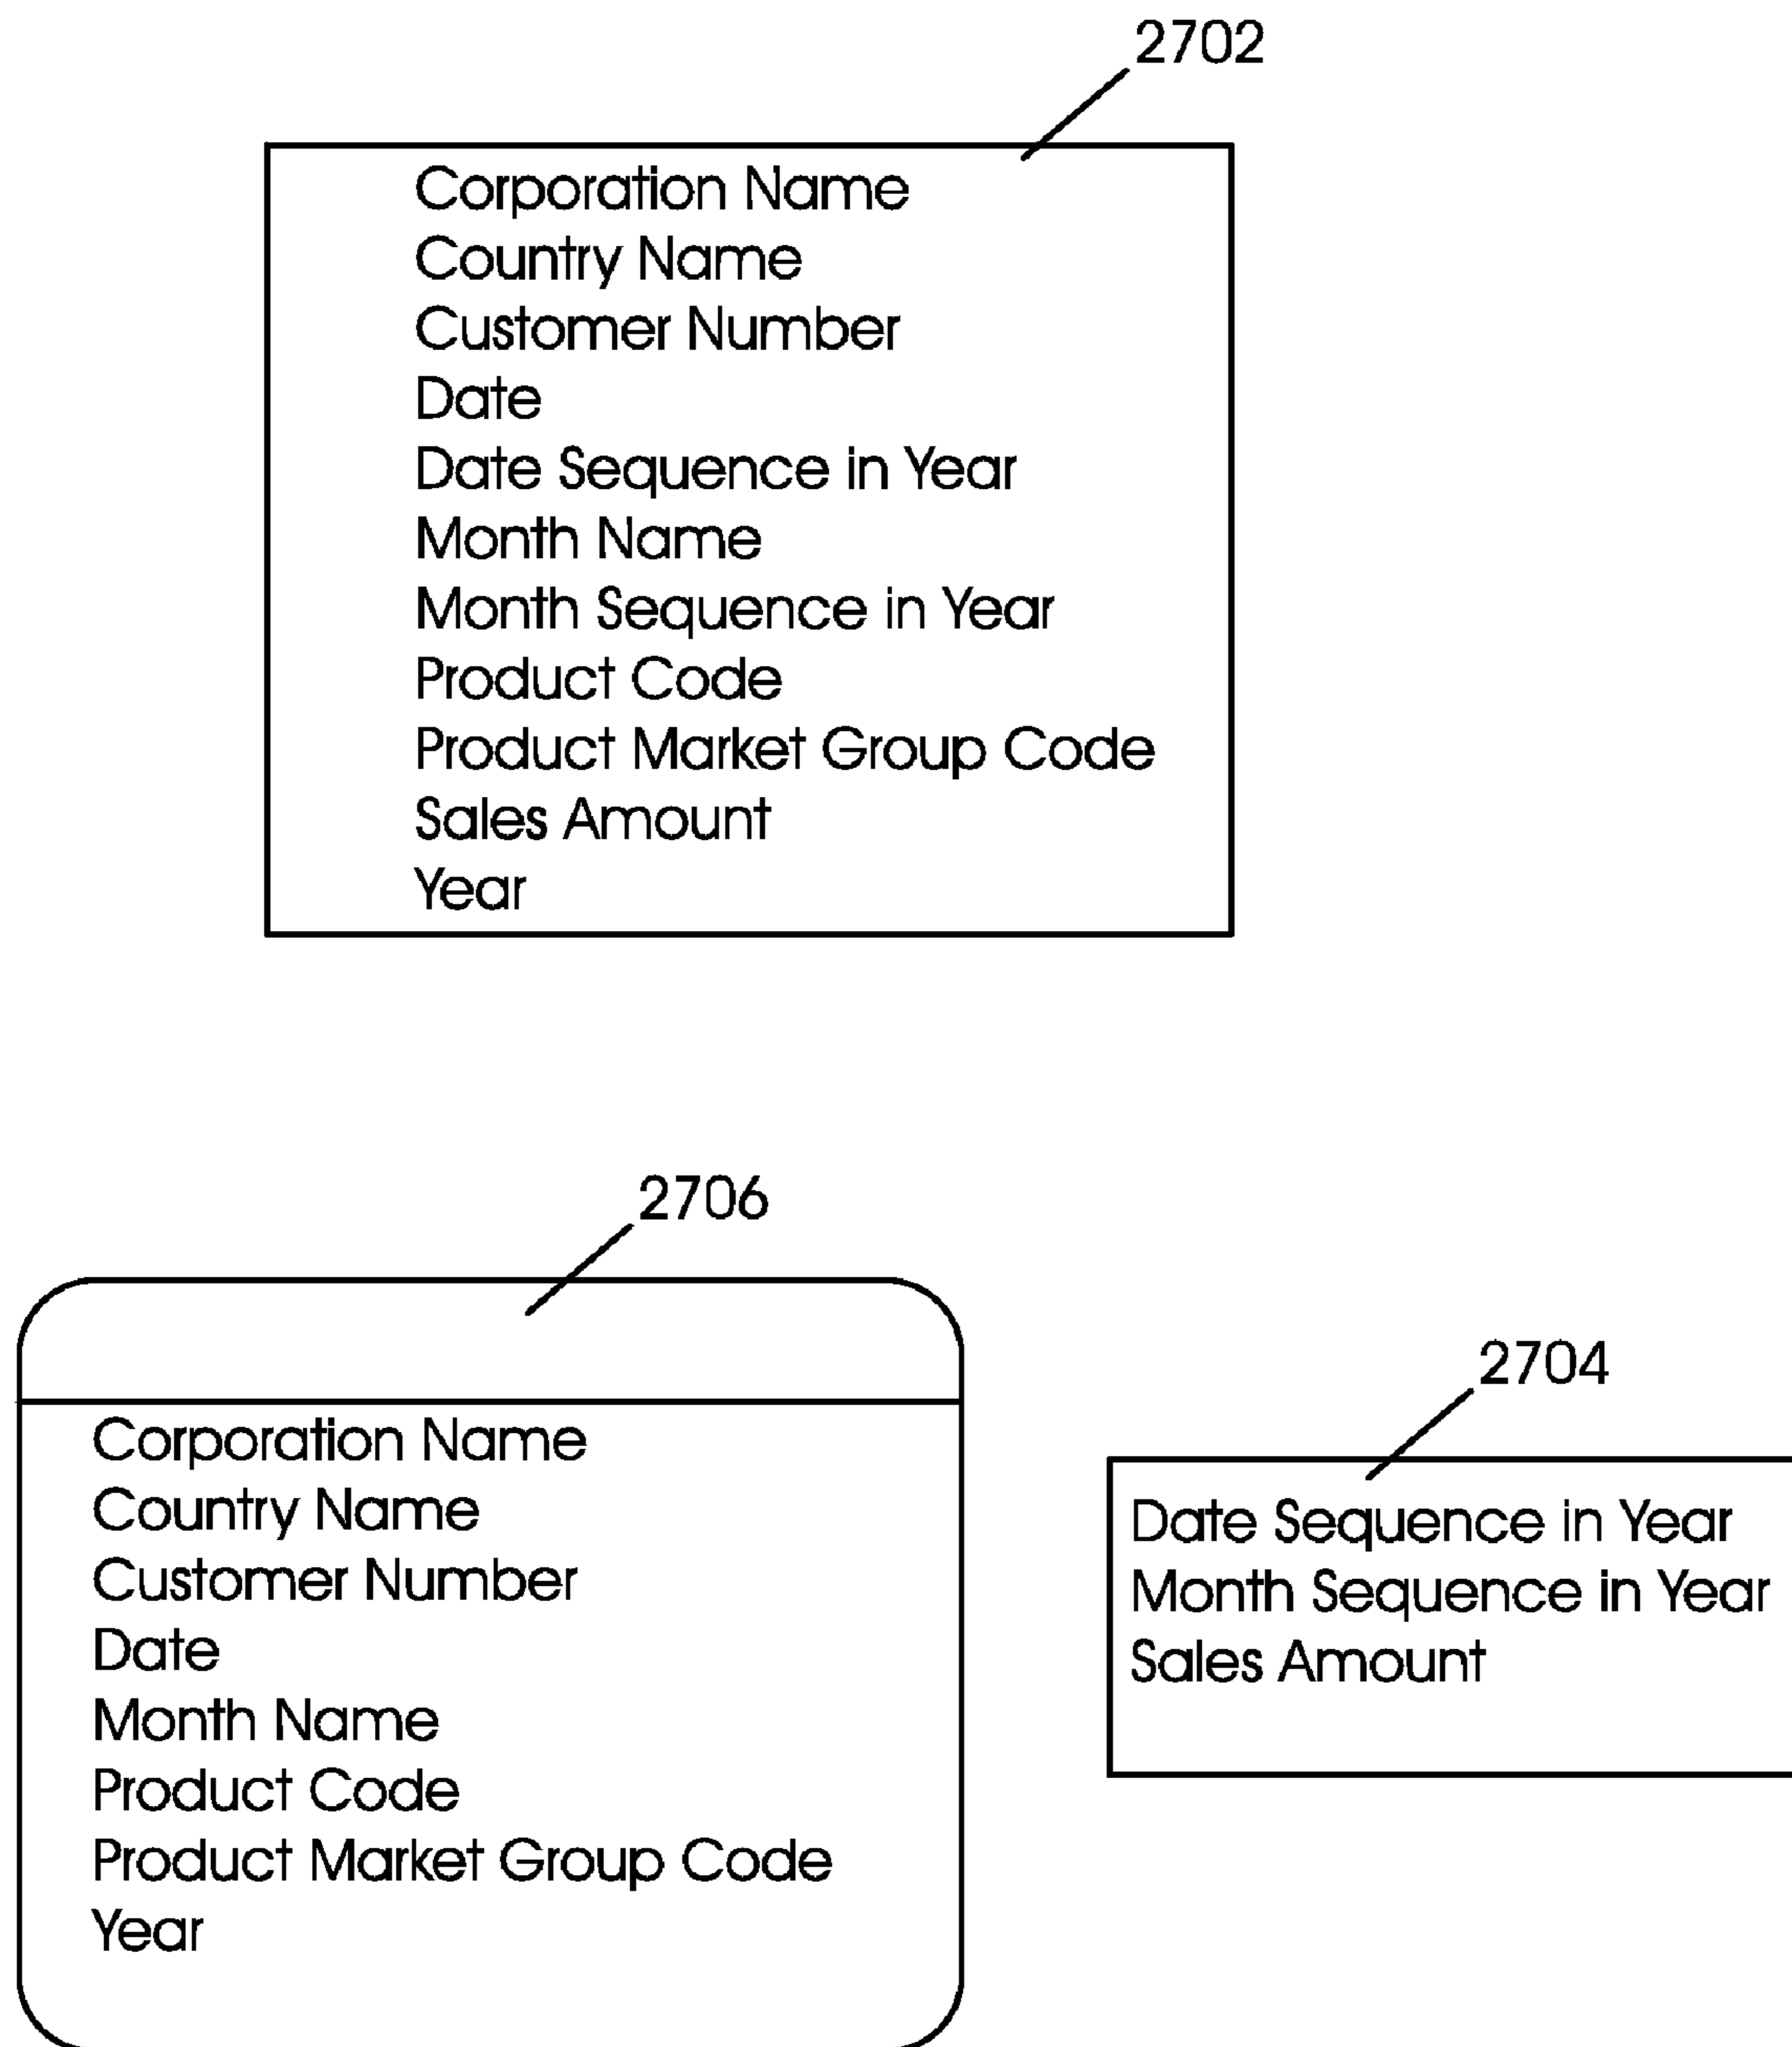 2702
Corporation Name
Country Name
Customer Number
Date
Date Sequence in Year
Month Name
Month Sequence in Year
Product Code
Product Market Group Code
Sales Amount
Year
2706
Corporation Name
Country Name
Customer Number
Date
Month Name
Product Code
Product Market Group Code
Year
2704
Date Sequence in Year
Month Sequence in Year
Sales Amount